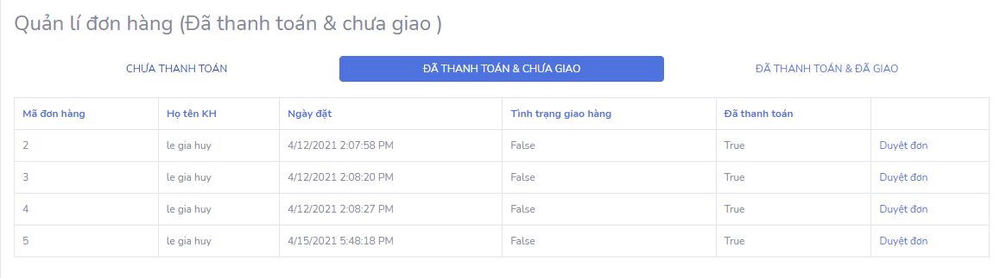 Quản lí đơn hàng (Đã thanh toán & chưa giao )
CHƯA THANH TOÁN ĐÃ THANH TOÁN & CHƯA GIAO ĐÃ THANH TOÁN & ĐÃ GIAO
Mã đơn hàng Họ tên KH Ngày đặt Tình trạng giao hàng Đã thanh toán
2 le gia huy 4/12/2021 2:07:58 PM False True Duyệt đơn
3 le gia huy 4/12/2021 2:08:20 PM False True Duyệt đơn
4 le gia huy 4/12/2021 2:08:27 PM False True Duyệt đơn
5 le gia huy 4/15/2021 5:48:18 PM False True Duyệt đơn